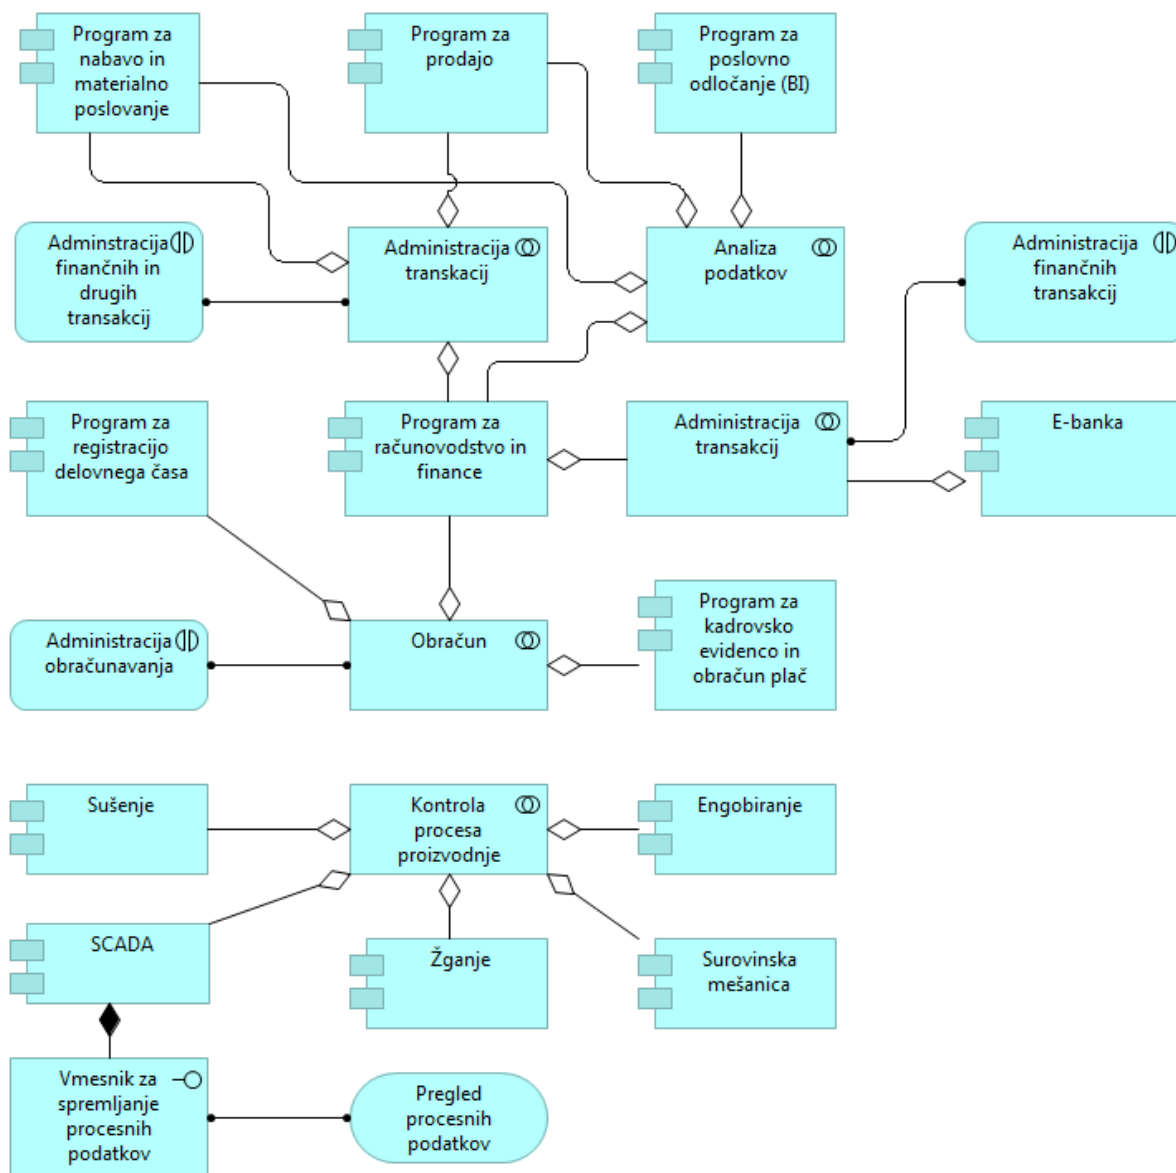 Program za
nabavo in
materialno
poslovanje
Program za
prodajo
Program za
poslovno
odločanje (BI)
Adminstracija
finančnih in
drugih
transakcij
Administracija
transkacij
Analiza
podatkov
Administracija
finančnih
transakcij
Program za
registracijo
delovnega časa
Program za
računovodstvo in
finance
Administracija
transakcij
E-banka
Administracija
obračunavanja
Obračun
Program za
kadrovsko
evidenco in
obračun plač
Sušenje
Kontrola
procesa
proizvodnje
Engobiranje
SCADA
Žganje
Surovinska
mešanica
Vmesnik za
spremljanje
procesnih
podatkov
Pregled
procesnih
podatkov